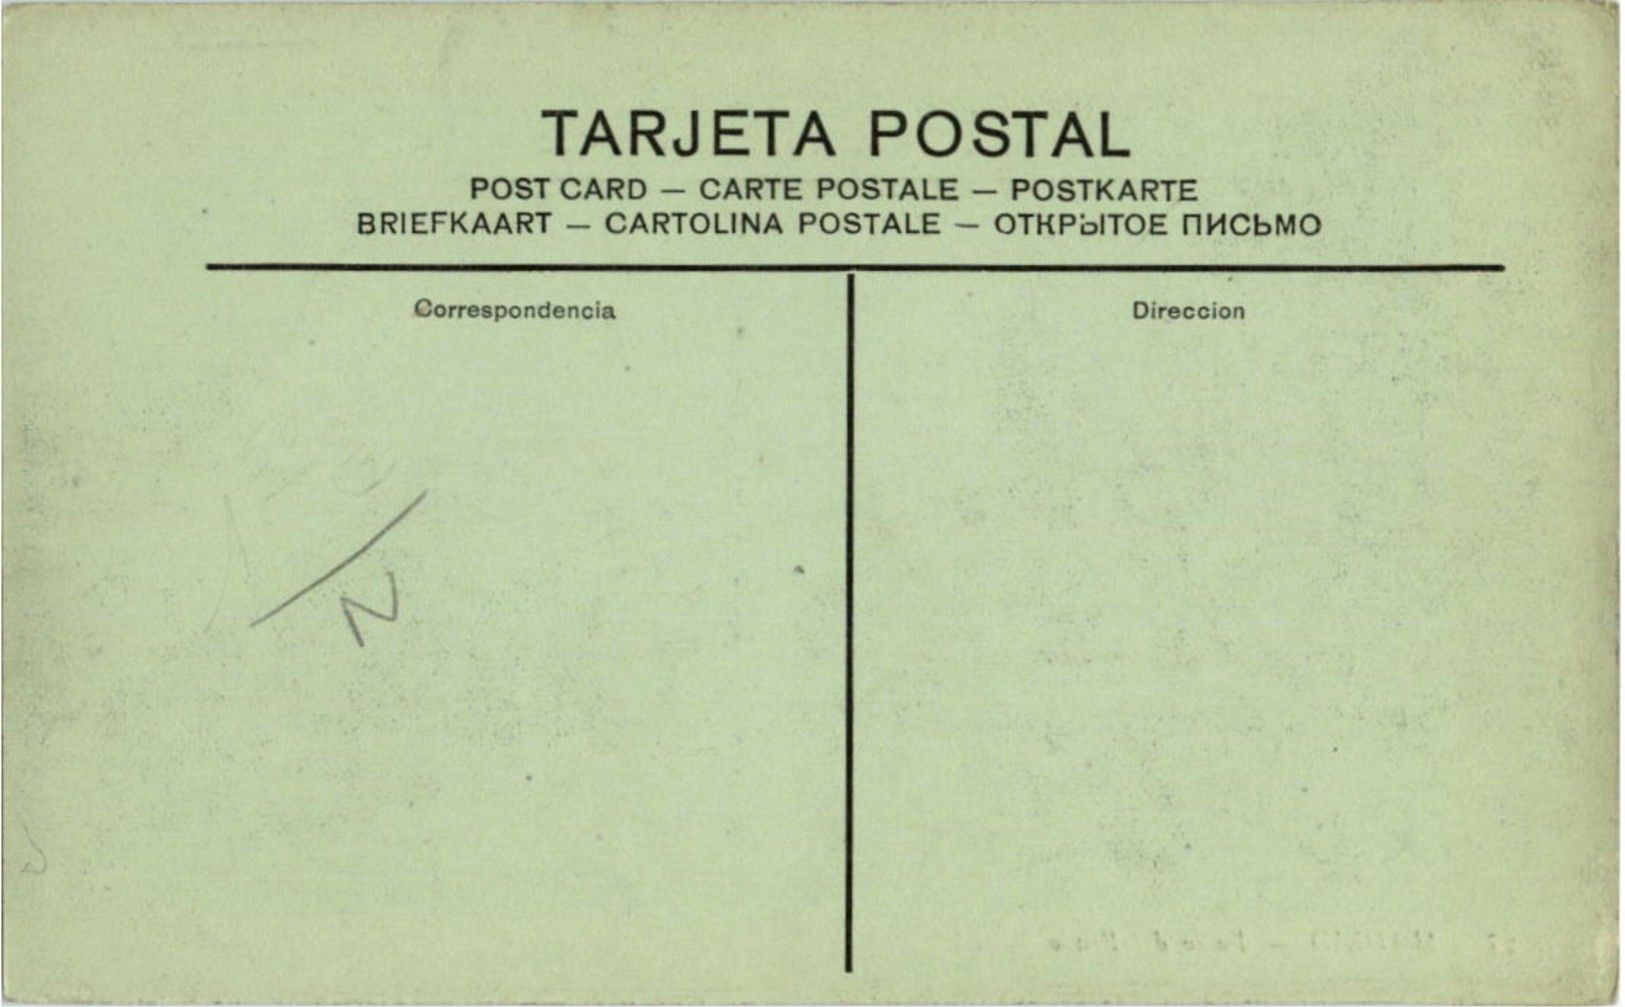 TARJETA POSTAL
POST CARD — CARTE POSTALE — POSTKARTE
BRIEFKAART — CARTOLINA POSTALE — ОТКРЫТОЕ ПИСЬМО
Correspondencia
Direccion
N